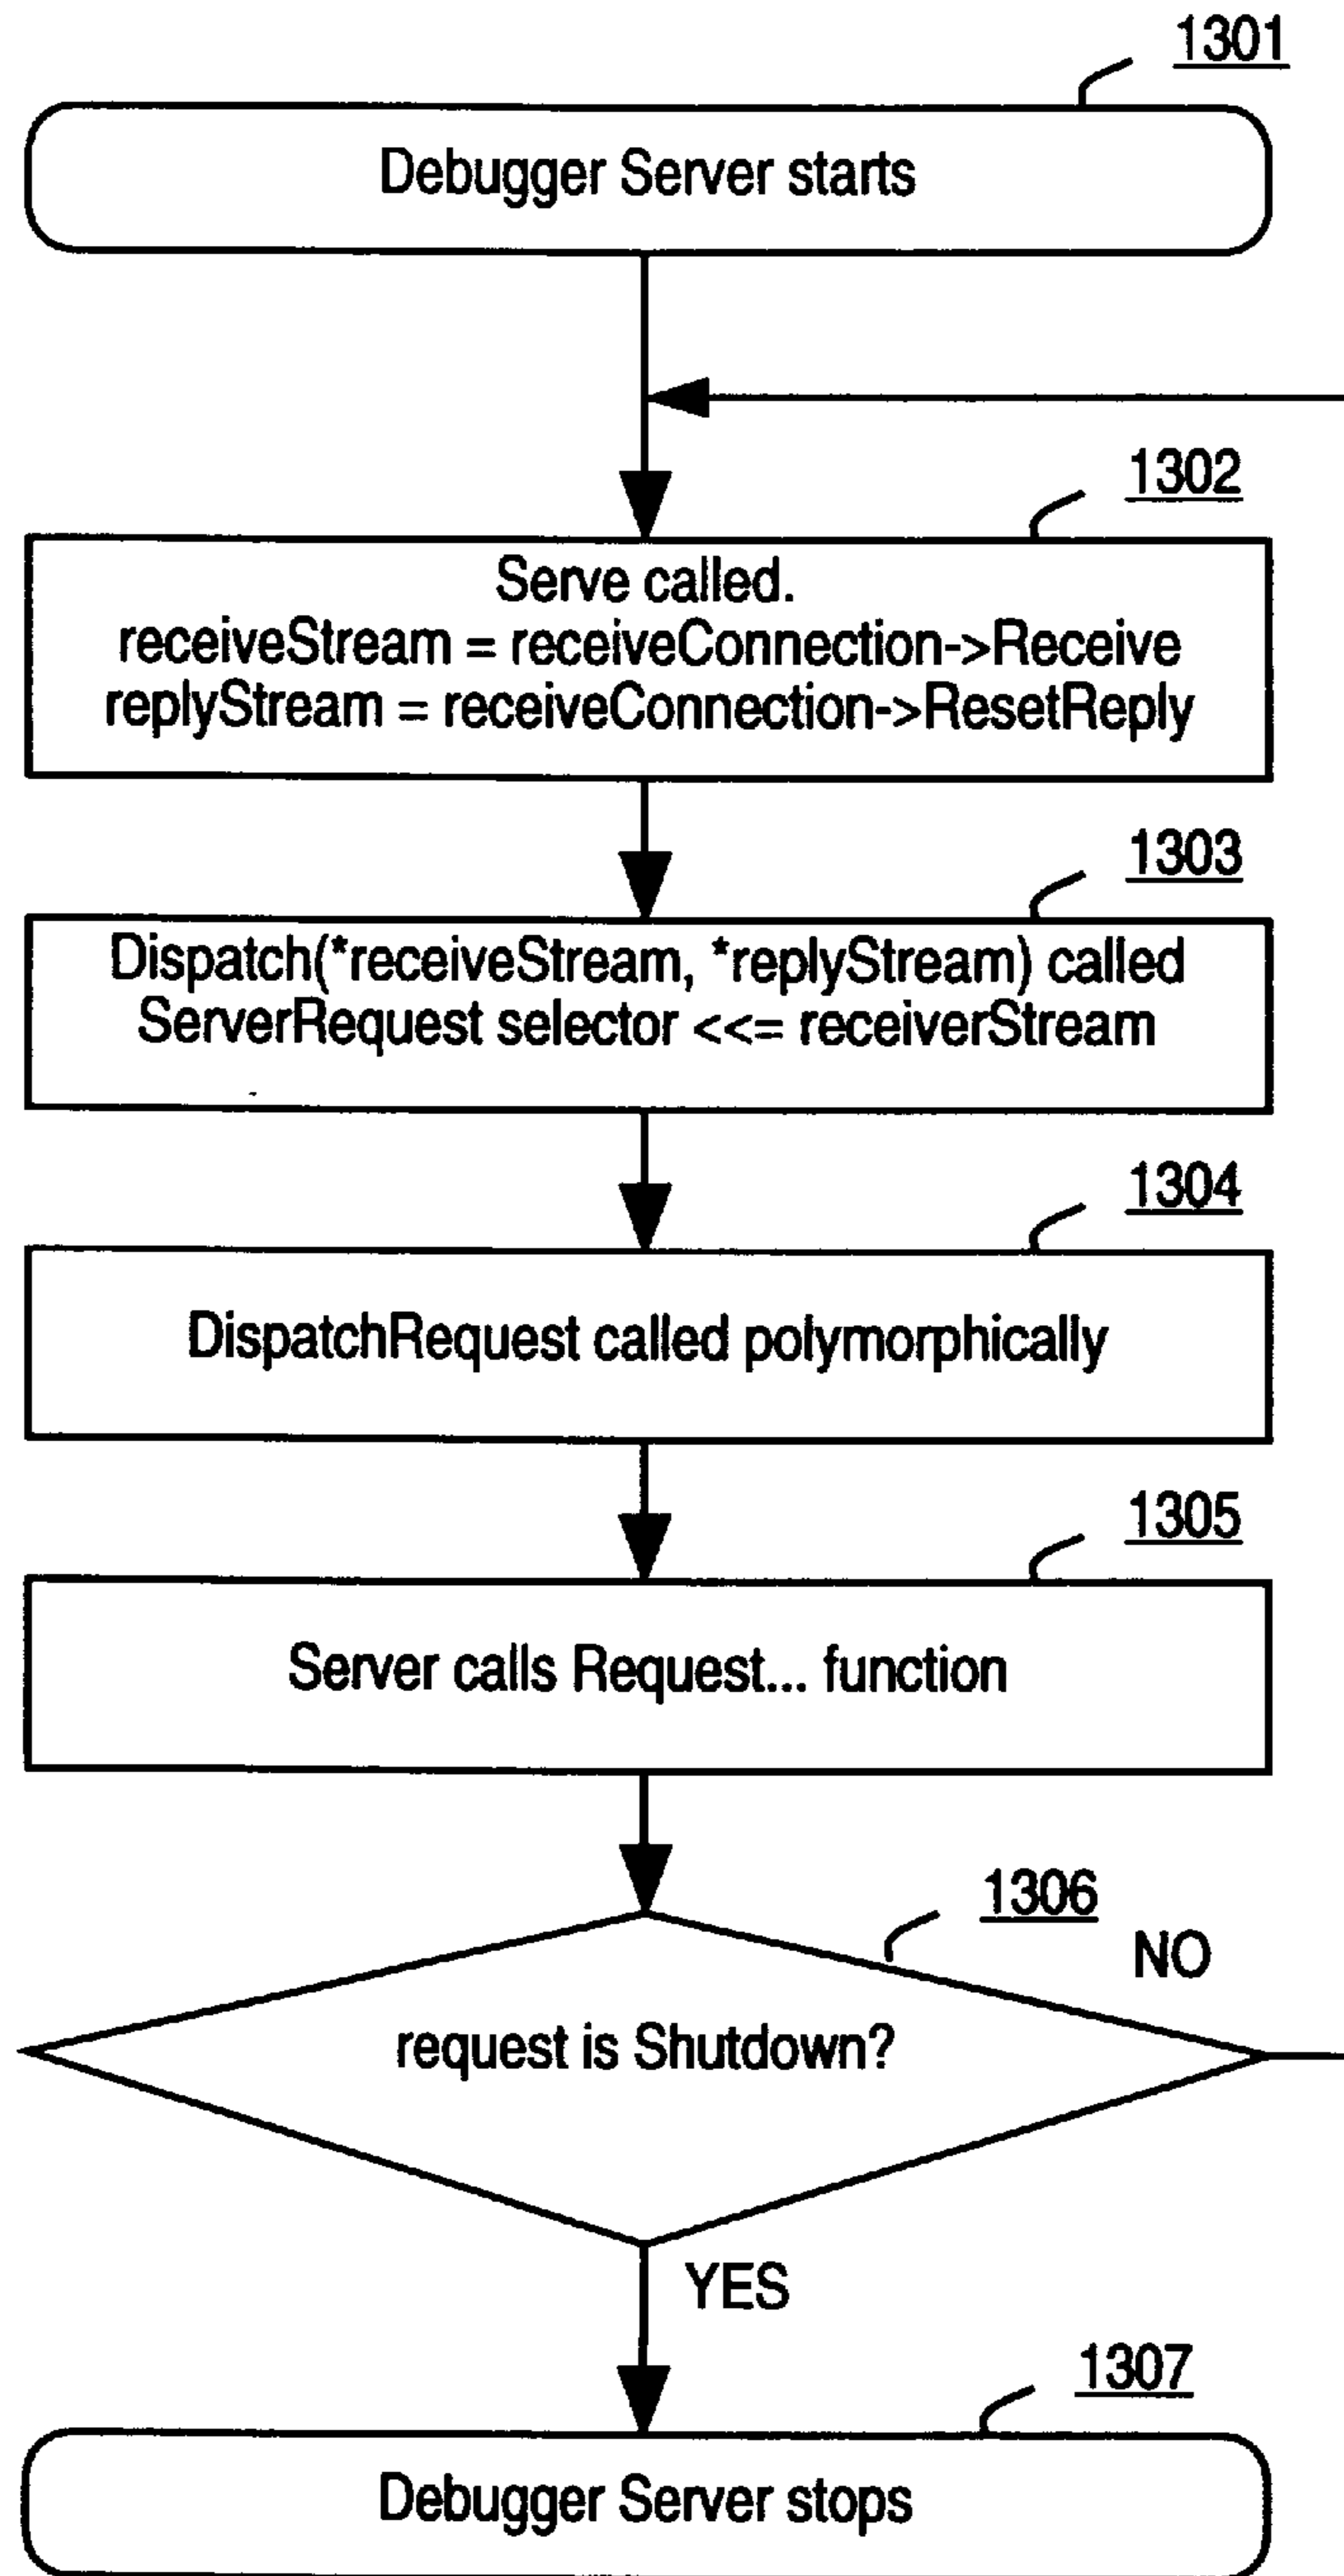 1301
Debugger Server starts
1302
Serve called.
receiveStream = receiveConnection->Receive
replyStream = receiveConnection->ResetReply
1303
Dispatch(*receiveStream, *replyStream) called
ServerRequest selector <<= receiverStream
1304
DispatchRequest called polymorphically
1305
Server calls Request... function
1306
NO
request is Shutdown?
YES
1307
Debugger Server stops